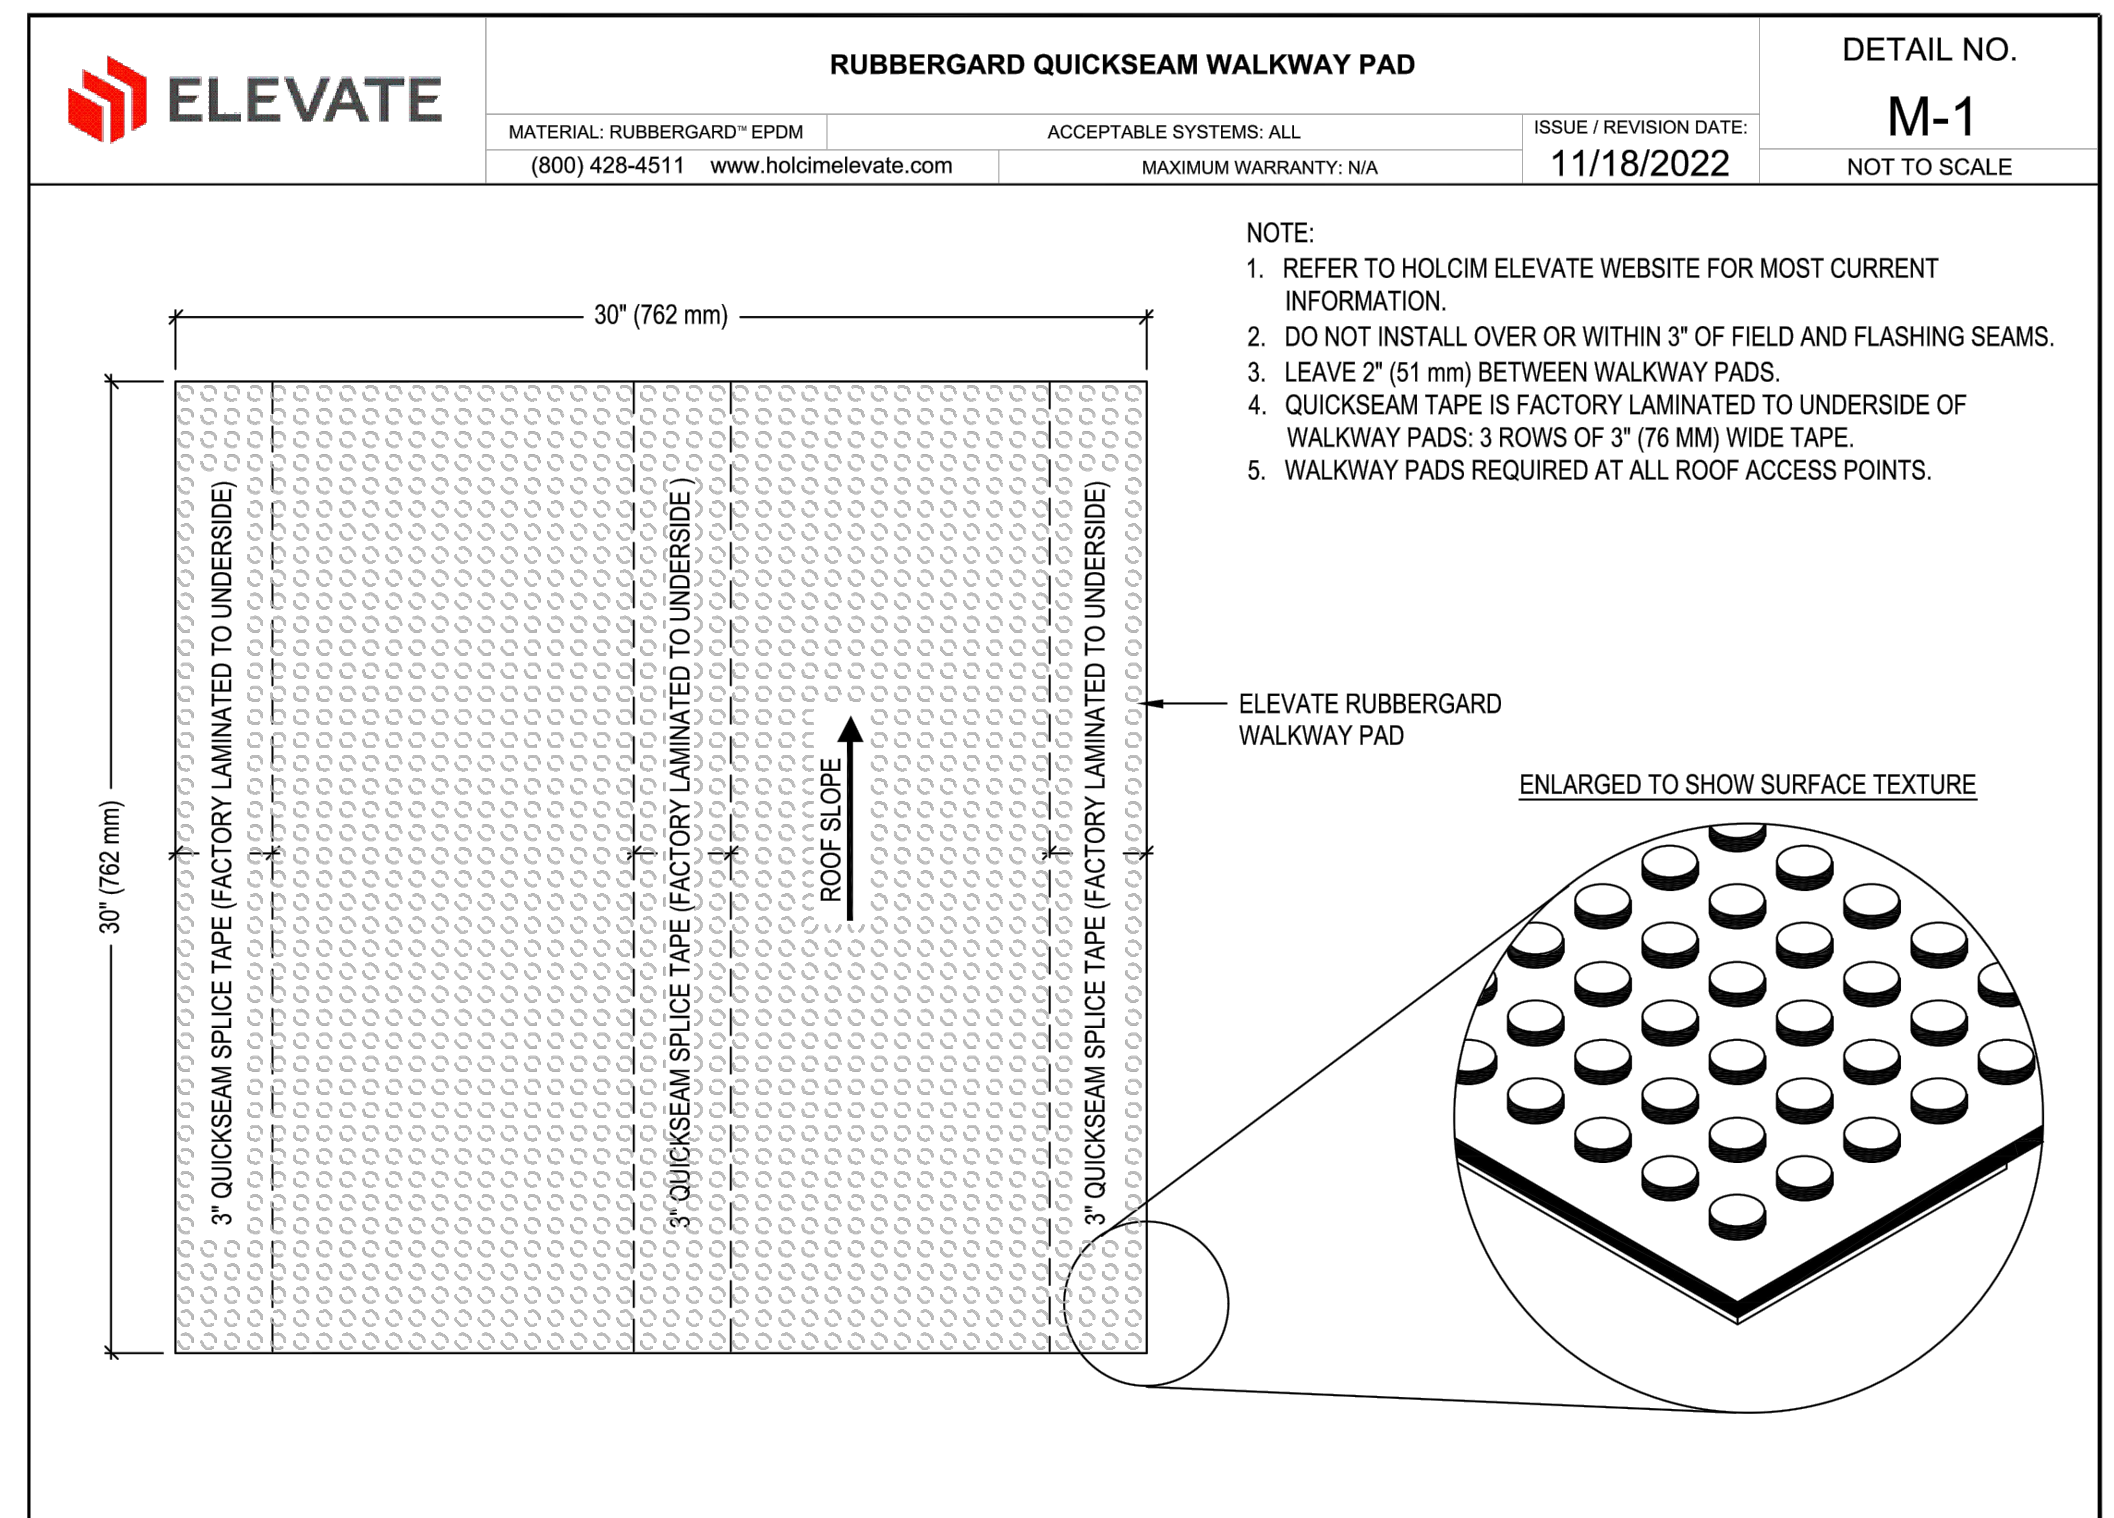 ELEVATE
RUBBERGARD QUICKSEAM WALKWAY PAD
MATERIAL: RUBBERGARD™ EPDM
ACCEPTABLE SYSTEMS: ALL
(800) 428-4511 www.holcimelevate.com
MAXIMUM WARRANTY: N/A
ISSUE / REVISION DATE:
11/18/2022
DETAIL NO.
M-1
NOT TO SCALE
NOTE:
1. REFER TO HOLCIM ELEVATE WEBSITE FOR MOST CURRENT
INFORMATION.
2. DO NOT INSTALL OVER OR WITHIN 3" OF FIELD AND FLASHING SEAMS.
3. LEAVE 2" (51 mm) BETWEEN WALKWAY PADS.
4. QUICKSEAM TAPE IS FACTORY LAMINATED TO UNDERSIDE OF
WALKWAY PADS: 3 ROWS OF 3" (76 MM) WIDE TAPE.
5. WALKWAY PADS REQUIRED AT ALL ROOF ACCESS POINTS.
30" (762 mm)
30" (762 mm)
3" QUICKSEAM SPLICE TAPE (FACTORY LAMINATED TO UNDERSIDE)
3" QUICKSEAM SPLICE TAPE (FACTORY LAMINATED TO UNDERSIDE )
ROOF SLOPE
3" QUICKSEAM SPLICE TAPE (FACTORY LAMINATED TO UNDERSIDE)
ELEVATE RUBBERGARD
WALKWAY PAD
ENLARGED TO SHOW SURFACE TEXTURE